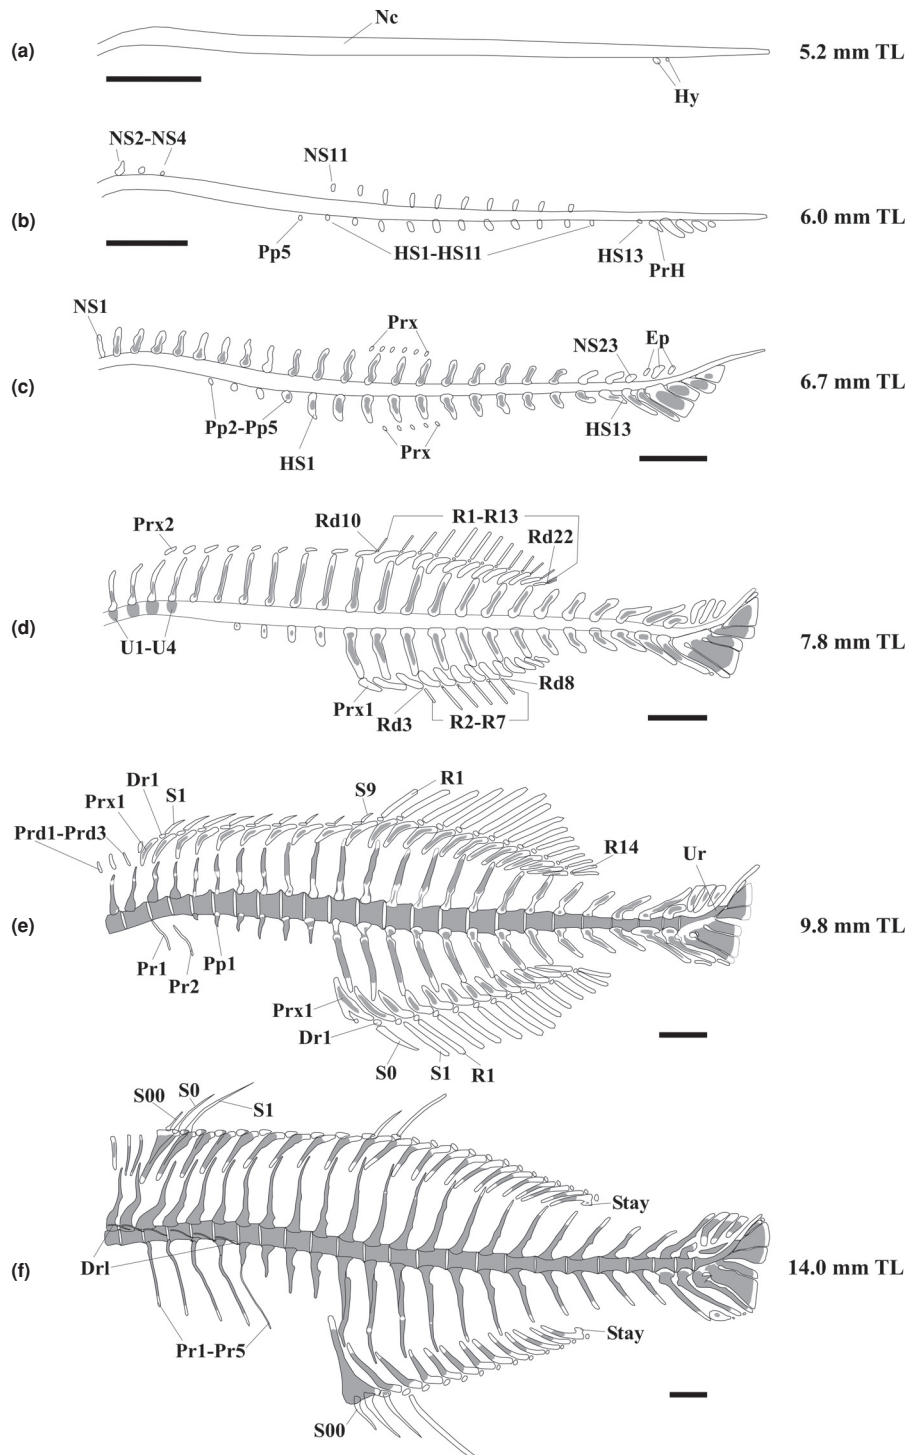 (a)
Nc
Hy
5.2 mm TL
(b)
NS2-NS4
NS11
Pp5
HS1-HS11
HS13
PrH
6.0 mm TL
(c)
NS1
Prx
NS23
Ep
Pp2-Pp5
HS1
Prx
HS13
6.7 mm TL
(d)
Prx2
Rd10
R1-R13
Rd22
U1-U4
Prx1
Rd3
R2-R7
Rd8
7.8 mm TL
(e)
Prd1-Prd3
Prx1
Dr1
S1
S9
R1
R14
Ur
Pr1
Pr2
Pp1
Prx1
Dr1
S0
S1
R1
9.8 mm TL
(f)
S00
S0
S1
Stay
Drl
Pr1-Pr5
Stay
S00
14.0 mm TL